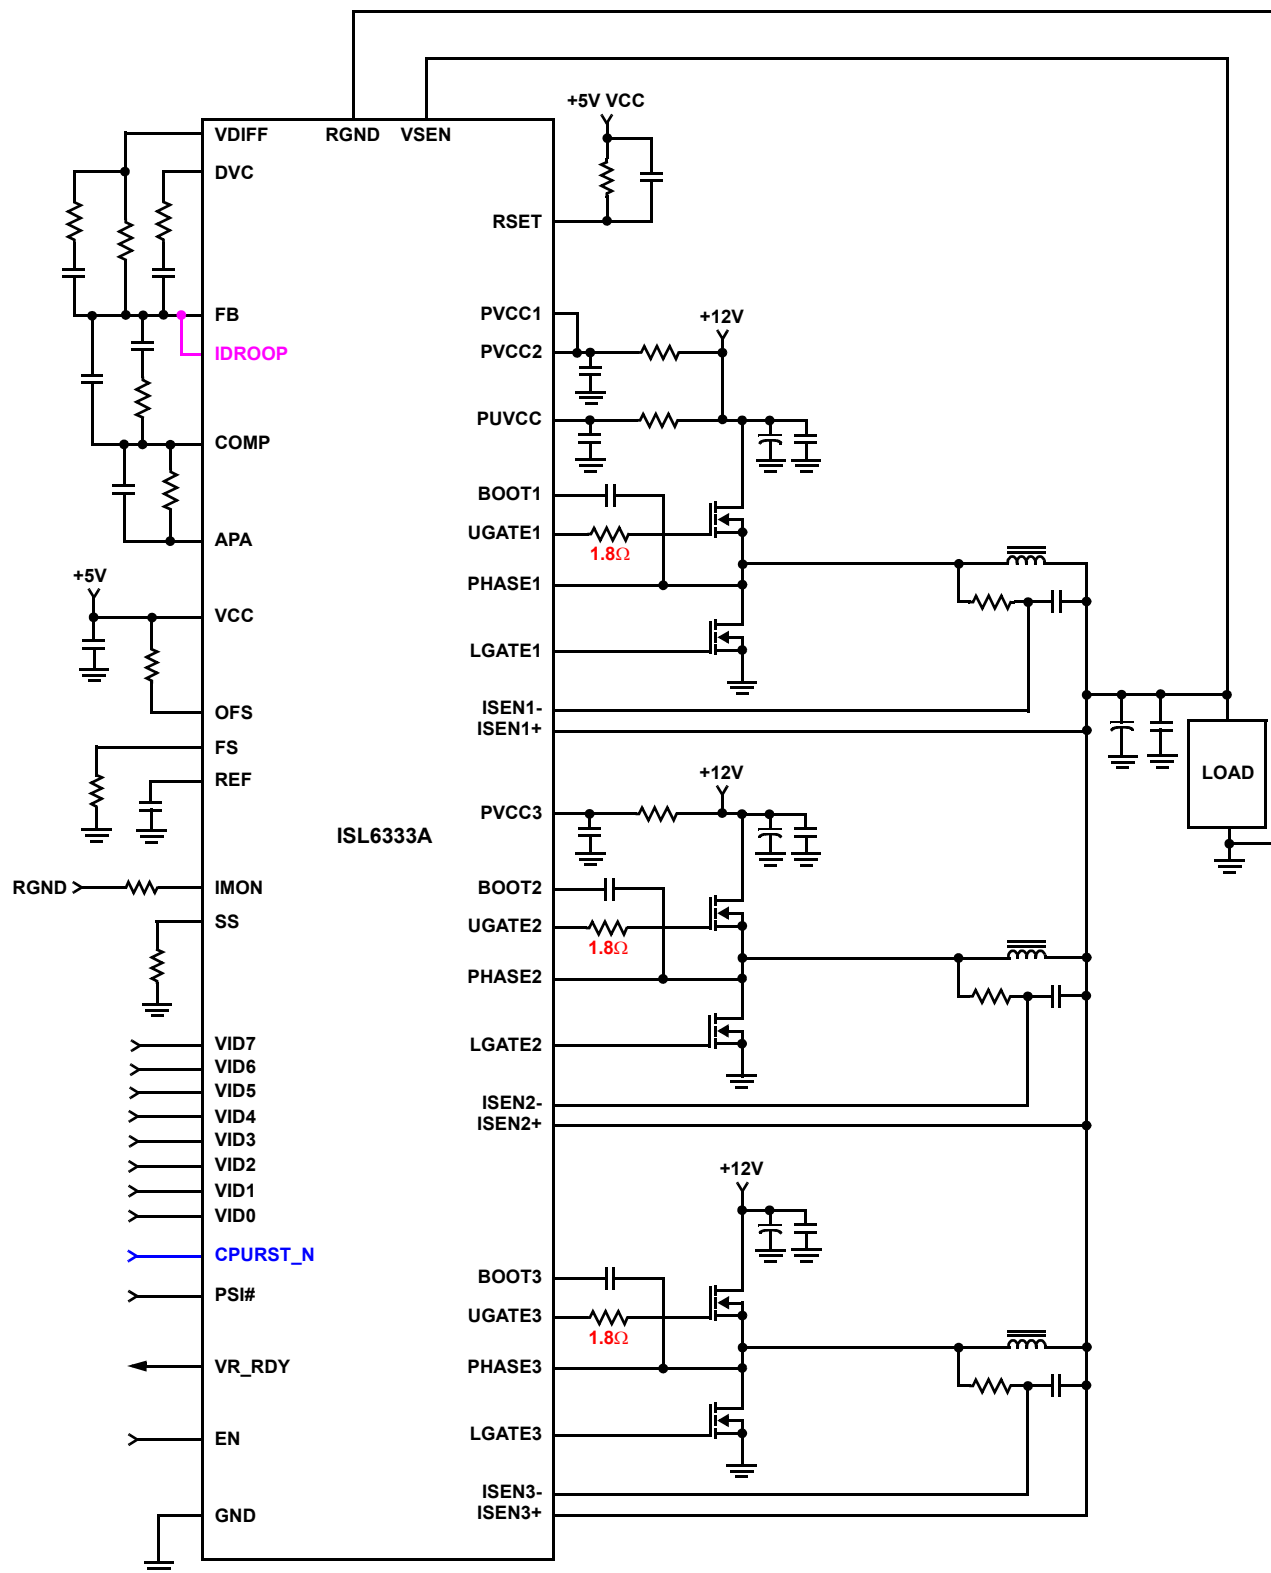 +5V VCC
VDIFF
RGND
VSEN
DVC
RSET
FB
IDROOP
PVCC1
+12V
PVCC2
PUVCC
COMP
BOOT1
UGATE1
1.8Ω
APA
PHASE1
+5V
VCC
LGATE1
OFS
ISEN1-
ISEN1+
FS
REF
+12V
LOAD
PVCC3
ISL6333A
RGND
IMON
BOOT2
SS
UGATE2
1.8Ω
PHASE2
VID7
LGATE2
VID6
VID5
ISEN2-
VID4
ISEN2+
VID3
VID2
+12V
VID1
VID0
CPURST_N
BOOT3
PSI#
UGATE3
1.8Ω
VR_RDY
PHASE3
EN
LGATE3
ISEN3-
ISEN3+
GND